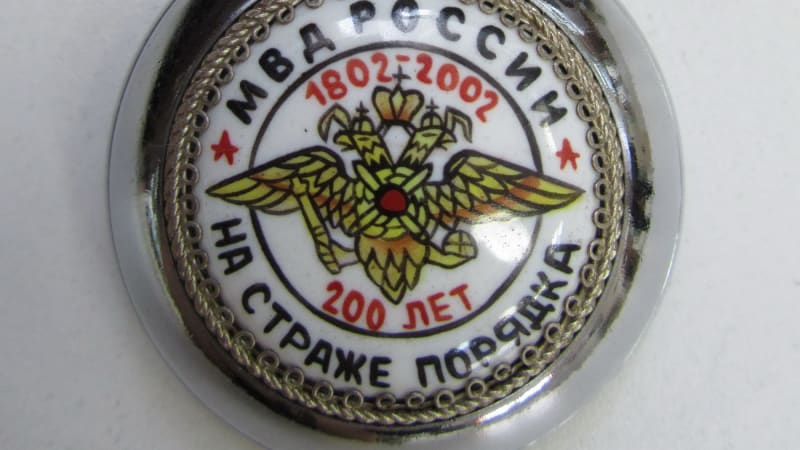 МВД РОССИИ
1802-2002
200 ЛЕТ
НА СТРАЖЕ ПОРЯДКА